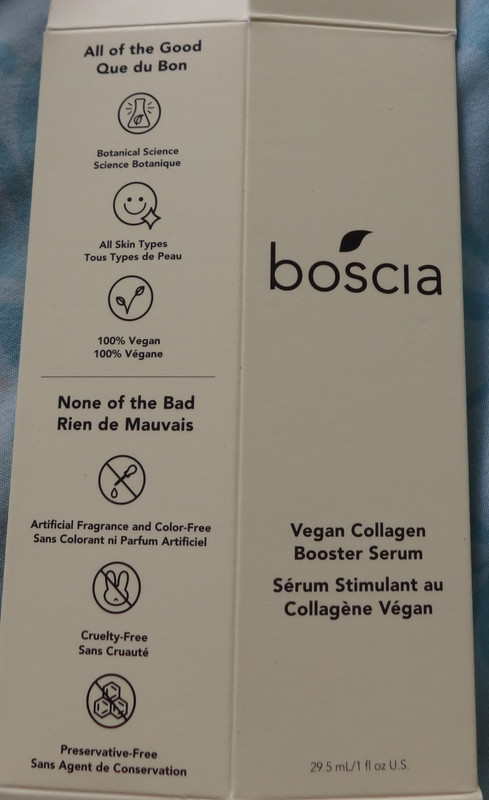 All of the Good
Que du Bon
Botanical Science
Science Botanique
All Skin Types
Tous Types de Peau
100% Vegan
100% Végane
None of the Bad
Rien de Mauvais
Artificial Fragrance and Color-Free
Sans Colorant ni Parfum Artificiel
Cruelty-Free
Sans Cruauté
Preservative-Free
Sans Agent de Conservation
boscia
Vegan Collagen
Booster Serum
Sérum Stimulant au
Collagène Végan
29.5 mL/1 fl oz U.S.